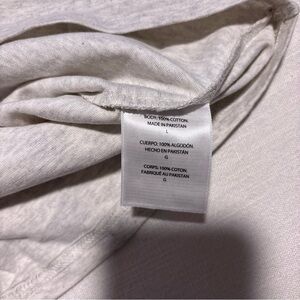 BODY: 100% COTTON.
MADE IN PAKISTAN
L
CUERPO: 100% ALGODÓN.
HECHO EN PAKISTÁN
G
CORPS: 100% COTON.
FABRIQUÉ AU PAKISTAN
G